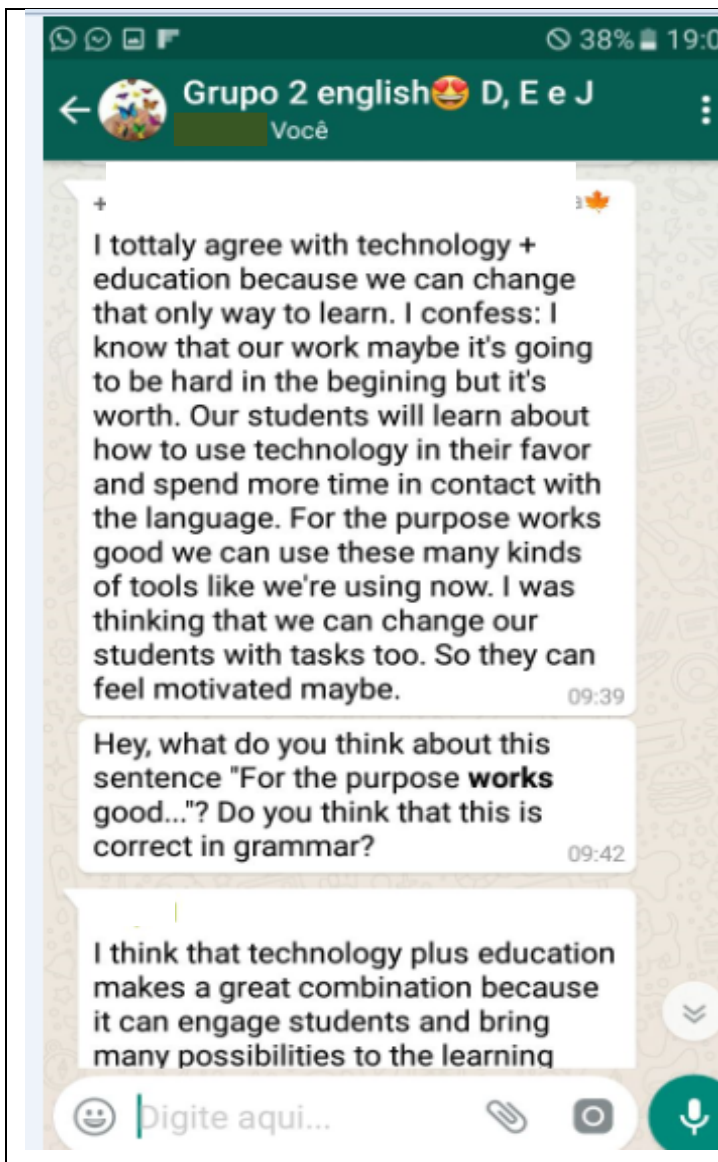 38% 19:0
Grupo 2 english😍 D, E e J
Você
+
a🍁
I tottaly agree with technology +
education because we can change
that only way to learn. I confess: I
know that our work maybe it's going
to be hard in the begining but it's
worth. Our students will learn about
how to use technology in their favor
and spend more time in contact with
the language. For the purpose works
good we can use these many kinds
of tools like we're using now. I was
thinking that we can change our
students with tasks too. So they can
feel motivated maybe.
09:39
Hey, what do you think about this
sentence "For the purpose works
good..."? Do you think that this is
correct in grammar?
09:42
I think that technology plus education
makes a great combination because
it can engage students and bring
many possibilities to the learning
Digite aqui...